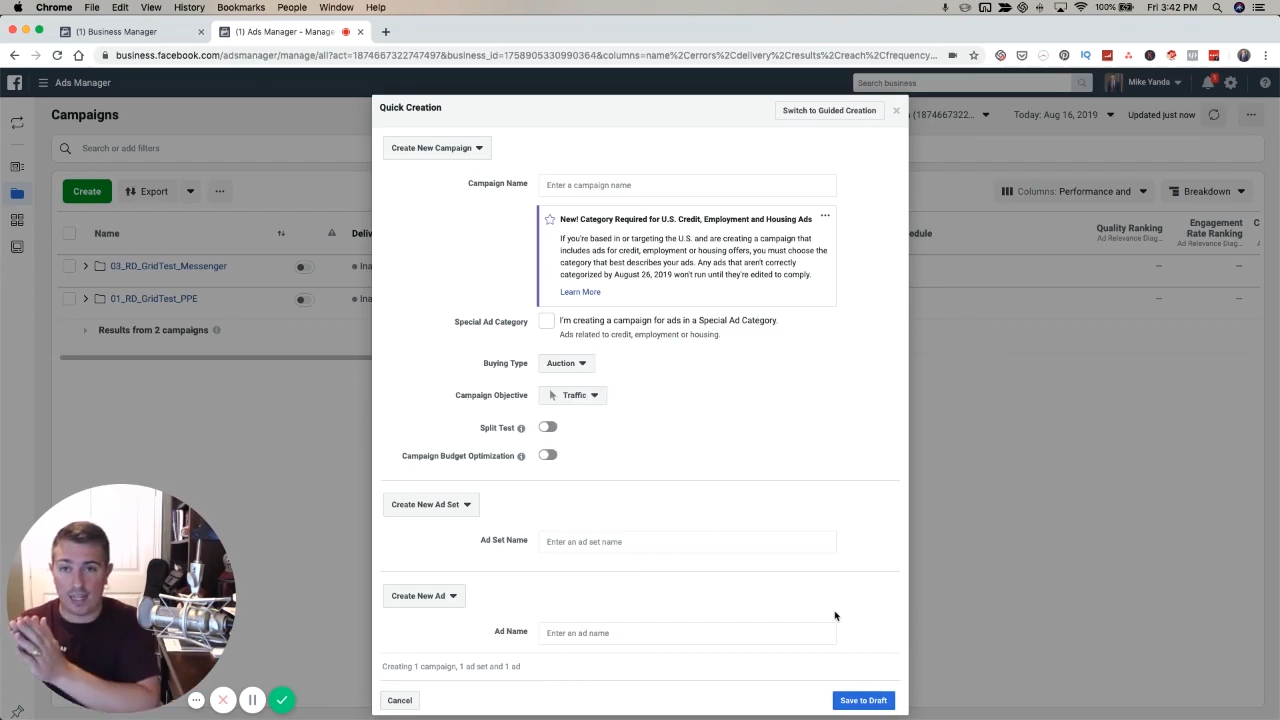 Chrome File Edit View History Bookmarks People Window Help
100%
(1) Business Manager
(1) Ads Manager - Manage
business.facebook.com/adsmanager/manage/all?act=1874667322747497&business_id=1758905330990364&columns=name%2Cerrors%2Cdelivery%2Cresults%2Creach%2Cfrequency...
Ads Manager
Search business
Mike Yanda
Campaigns
Quick Creation
Switch to Guided Creation
(1874667322...
Today: Aug 16, 2019
Updated just now
Search or add filters
Create New Campaign
Create
Export
Columns: Performance and
Breakdown
Campaign Name
Enter a campaign name
Campaign Name
Deliv
edule
Quality Ranking
Ad Relevance Diag...
Engagement
Rate Ranking
Ad Relevance Diag...
C
03_RD_GridTest_Messenger
Ina
01_RD_GridTest_PPE
Ina
Results from 2 campaigns
New! Category Required for U.S. Credit, Employment and Housing Ads
If you're based in or targeting the U.S. and are creating a campaign that
includes ads for credit, employment or housing offers, you must choose the
category that best describes your ads. Any ads that aren't correctly
categorized by August 26, 2019 won't run until they're edited to comply.
Learn More
Special Ad Category
I'm creating a campaign for ads in a Special Ad Category.
Ads related to credit, employment or housing.
Buying Type
Auction
Campaign Objective
Traffic
Split Test
Campaign Budget Optimization
Create New Ad Set
Ad Set Name
Enter an ad set name
Create New Ad
Ad Name
Enter an ad name
Creating 1 campaign, 1 ad set and 1 ad
Cancel
Save to Draft